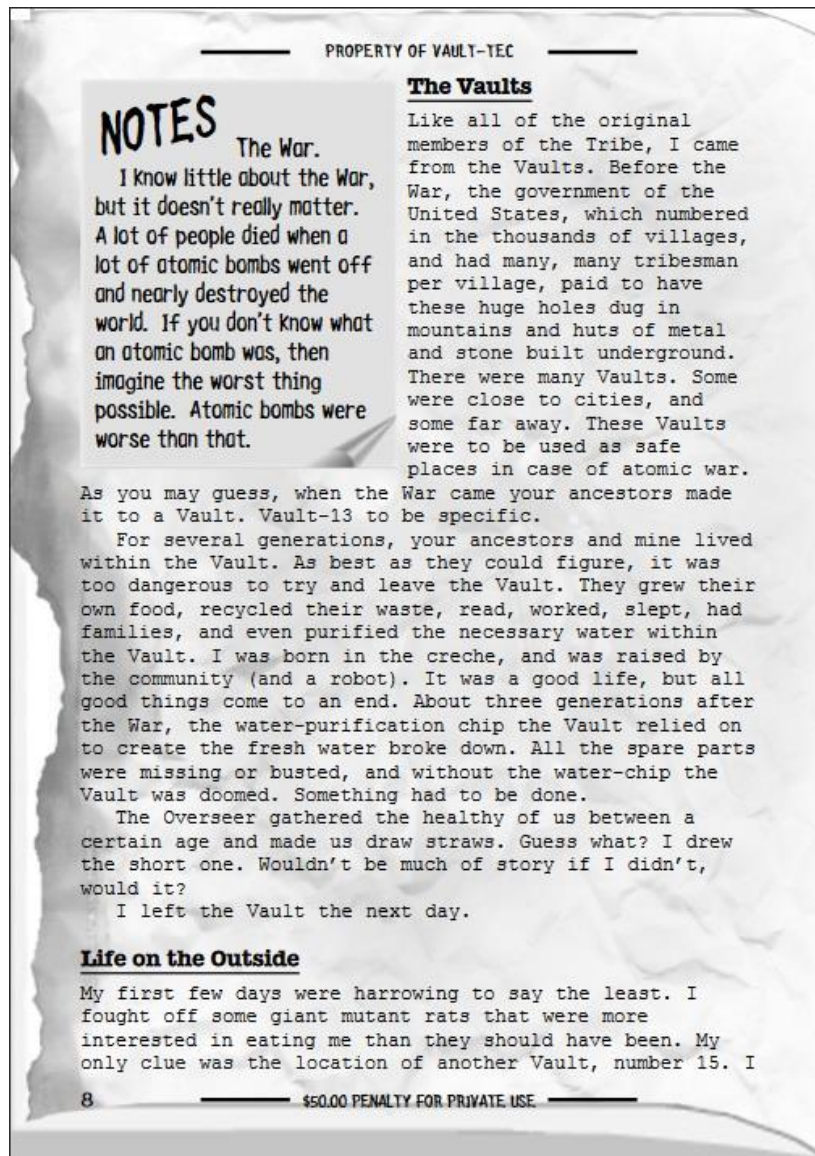 PROPERTY OF VAULT-TEC
NOTES
The War.
I know little about the War,
but it doesn't really matter.
A lot of people died when a
lot of atomic bombs went off
and nearly destroyed the
world. If you don't know what
an atomic bomb was, then
imagine the worst thing
possible. Atomic bombs were
worse than that.
The Vaults
Like all of the original
members of the Tribe, I came
from the Vaults. Before the
War, the government of the
United States, which numbered
in the thousands of villages,
and had many, many tribesman
per village, paid to have
these huge holes dug in
mountains and huts of metal
and stone built underground.
There were many Vaults. Some
were close to cities, and
some far away. These Vaults
were to be used as safe
places in case of atomic war.
As you may guess, when the War came your ancestors made
it to a Vault. Vault-13 to be specific.
For several generations, your ancestors and mine lived
within the Vault. As best as they could figure, it was
too dangerous to try and leave the Vault. They grew their
own food, recycled their waste, read, worked, slept, had
families, and even purified the necessary water within
the Vault. I was born in the creche, and was raised by
the community (and a robot). It was a good life, but all
good things come to an end. About three generations after
the War, the water-purification chip the Vault relied on
to create the fresh water broke down. All the spare parts
were missing or busted, and without the water-chip the
Vault was doomed. Something had to be done.
The Overseer gathered the healthy of us between a
certain age and made us draw straws. Guess what? I drew
the short one. Wouldn't be much of story if I didn't,
would it?
I left the Vault the next day.
Life on the Outside
My first few days were harrowing to say the least. I
fought off some giant mutant rats that were more
interested in eating me than they should have been. My
only clue was the location of another Vault, number 15. I
8
$50.00 PENALTY FOR PRIVATE USE